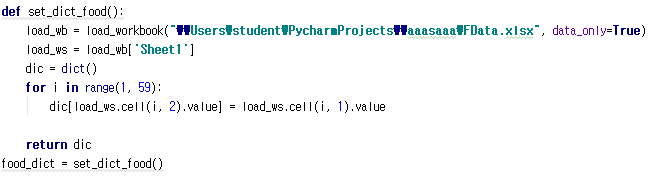 def set_dict_food():
    load_wb = load_workbook("₩₩Users₩student₩PycharmProjects₩₩aaasaaa₩FData.xlsx", data_only=True)
    load_ws = load_wb['Sheet1']
    dic = dict()
    for i in range(1, 59):
        dic[load_ws.cell(i, 2).value] = load_ws.cell(i, 1).value
    return dic
food_dict = set_dict_food()